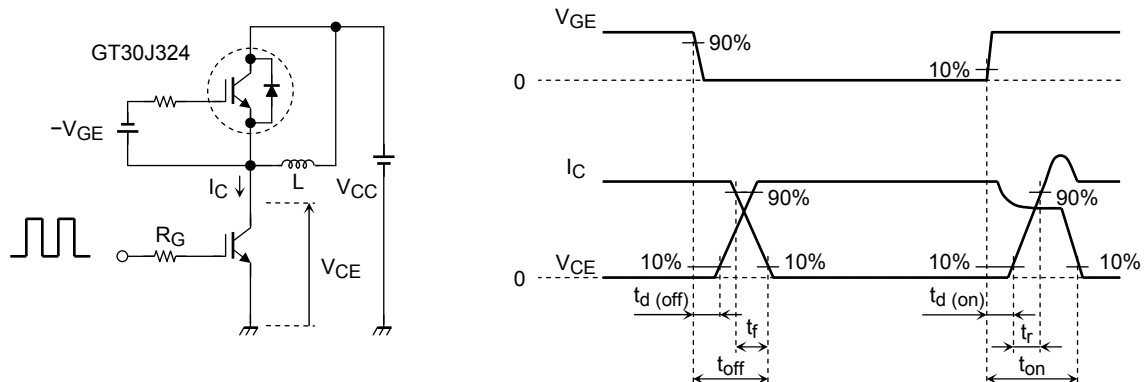 GT30J324
−VGE
IC
L
VCC
RG
VCE
VGE
90%
0
10%
IC
90%
VCE
0
10%
10%
10%
10%
td (off)
tf
toff
td (on)
tr
ton